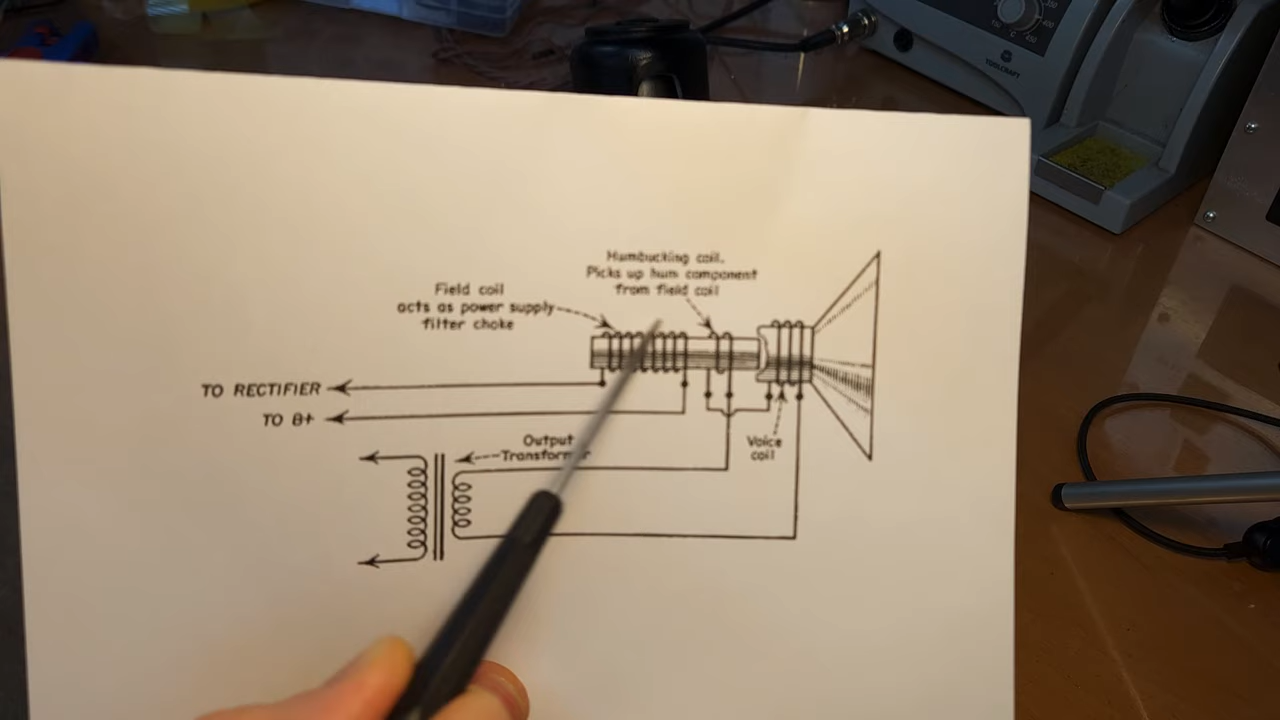 Humbucking coil.
Picks up hum component
from field coil
Field coil
acts as power supply
filter choke
TO RECTIFIER
TO B+
Output
Transformer
Voice
coil
TOOLCRAFT